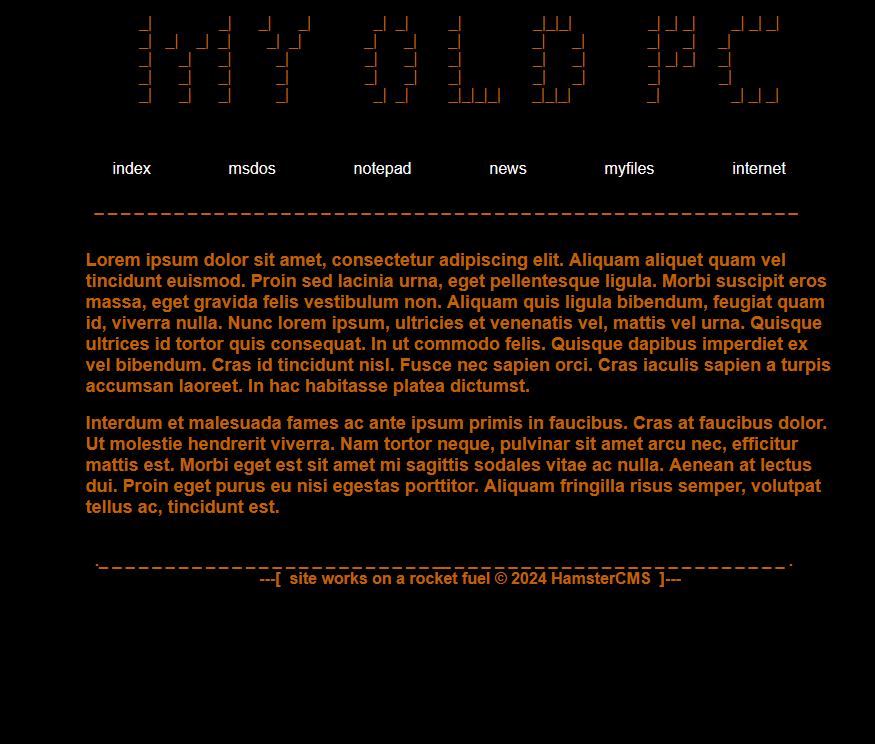 MY OLD PC
index msdos notepad news myfiles internet
Lorem ipsum dolor sit amet, consectetur adipiscing elit. Aliquam aliquet quam vel
tincidunt euismod. Proin sed lacinia urna, eget pellentesque ligula. Morbi suscipit eros
massa, eget gravida felis vestibulum non. Aliquam quis ligula bibendum, feugiat quam
id, viverra nulla. Nunc lorem ipsum, ultricies et venenatis vel, mattis vel urna. Quisque
ultrices id tortor quis consequat. In ut commodo felis. Quisque dapibus imperdiet ex
vel bibendum. Cras id tincidunt nisl. Fusce nec sapien orci. Cras iaculis sapien a turpis
accumsan laoreet. In hac habitasse platea dictumst.
Interdum et malesuada fames ac ante ipsum primis in faucibus. Cras at faucibus dolor.
Ut molestie hendrerit viverra. Nam tortor neque, pulvinar sit amet arcu nec, efficitur
mattis est. Morbi eget est sit amet mi sagittis sodales vitae ac nulla. Aenean at lectus
dui. Proin eget purus eu nisi egestas porttitor. Aliquam fringilla risus semper, volutpat
tellus ac, tincidunt est.
---[ site works on a rocket fuel © 2024 HamsterCMS ]---